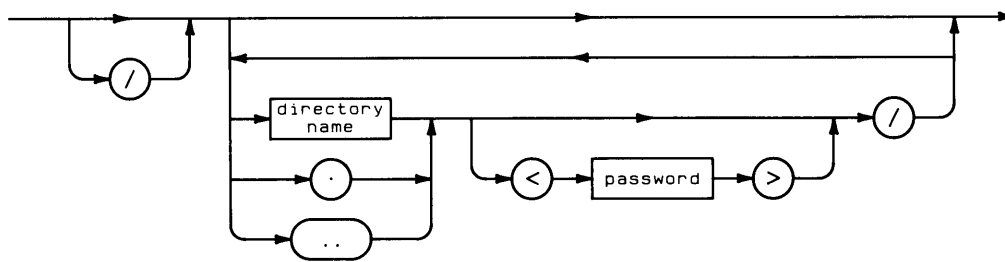 /
directory
name
/
.
< password >
..